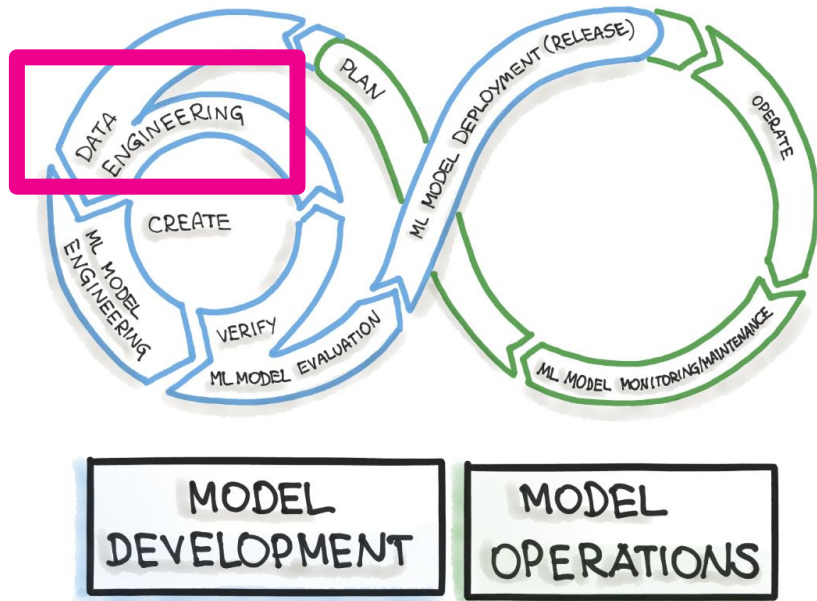 PLAN
ML MODEL DEPLOYMENT (RELEASE)
OPERATE
DATA
ENGINEERING
CREATE
ML MODEL
ENGINEERING
VERIFY
ML MODEL EVALUATION
ML MODEL MONITORING/MAINTENANCE
MODEL
DEVELOPMENT
MODEL
OPERATIONS